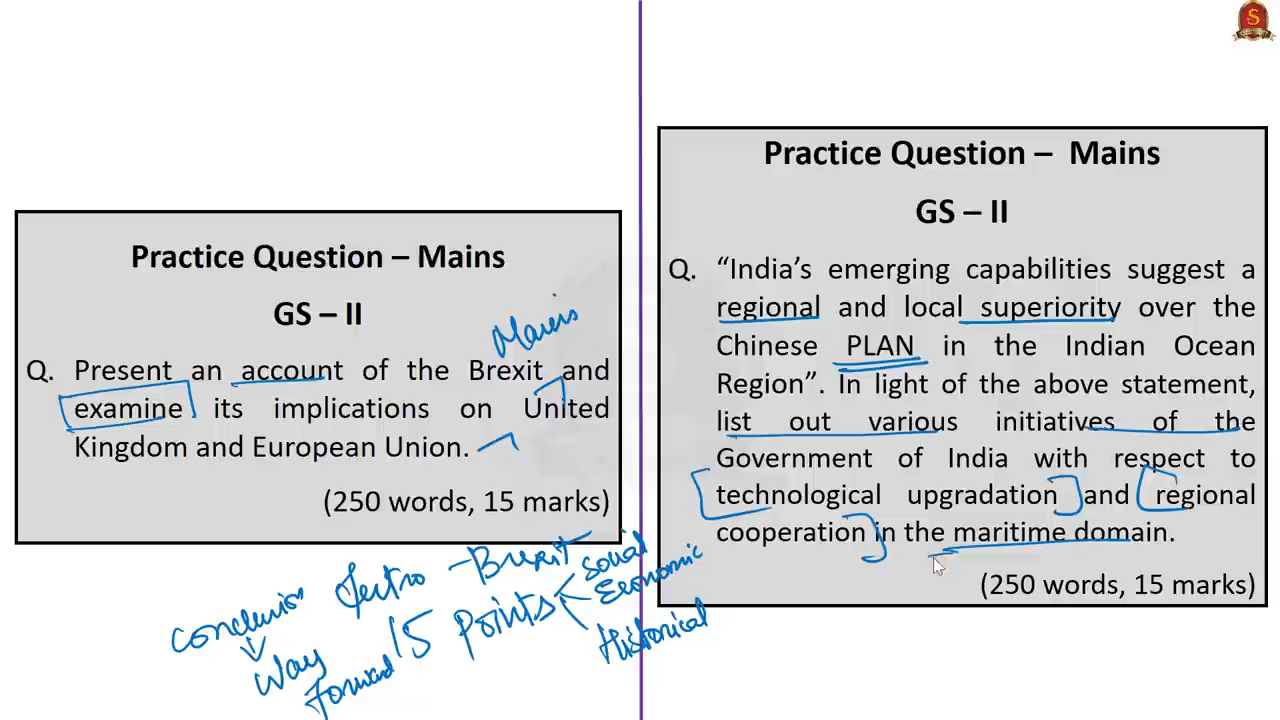 S
Practice Question – Mains
GS – II
Mains
Q. Present an account of the Brexit and
examine its implications on United
Kingdom and European Union.
(250 words, 15 marks)
Intro - Brexit
15 Points
Social
Economic
Historical
Conclusion
Way
Forward
Practice Question – Mains
GS – II
Q. “India’s emerging capabilities suggest a
regional and local superiority over the
Chinese PLAN in the Indian Ocean
Region”. In light of the above statement,
list out various initiatives of the
Government of India with respect to
technological upgradation and regional
cooperation in the maritime domain.
(250 words, 15 marks)